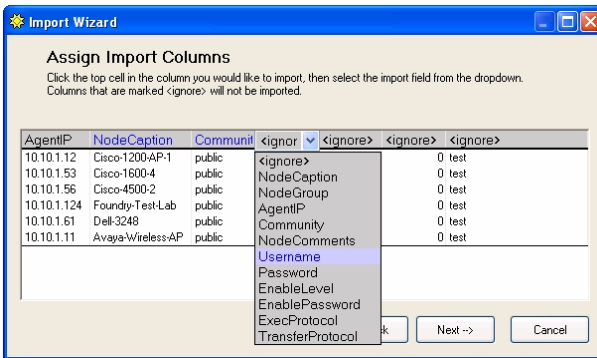 Import Wizard
Assign Import Columns
Click the top cell in the column you would like to import, then select the import field from the dropdown.
Columns that are marked <ignore> will not be imported.
AgentIP NodeCaption Communit <ignor <ignore> <ignore> <ignore>
10.10.1.12 Cisco-1200-AP-1 public 0 test
10.10.1.53 Cisco-1600-4 public 0 test
10.10.1.56 Cisco-4500-2 public 0 test
10.10.1.124 Foundry-Test-Lab public 0 test
10.10.1.61 Dell-3248 public 0 test
10.10.1.11 Avaya-Wireless-AP public 0 test
<ignore>
NodeCaption
NodeGroup
AgentIP
Community
NodeComments
Username
Password
EnableLevel
EnablePassword
ExecProtocol
TransferProtocol
k Next --> Cancel